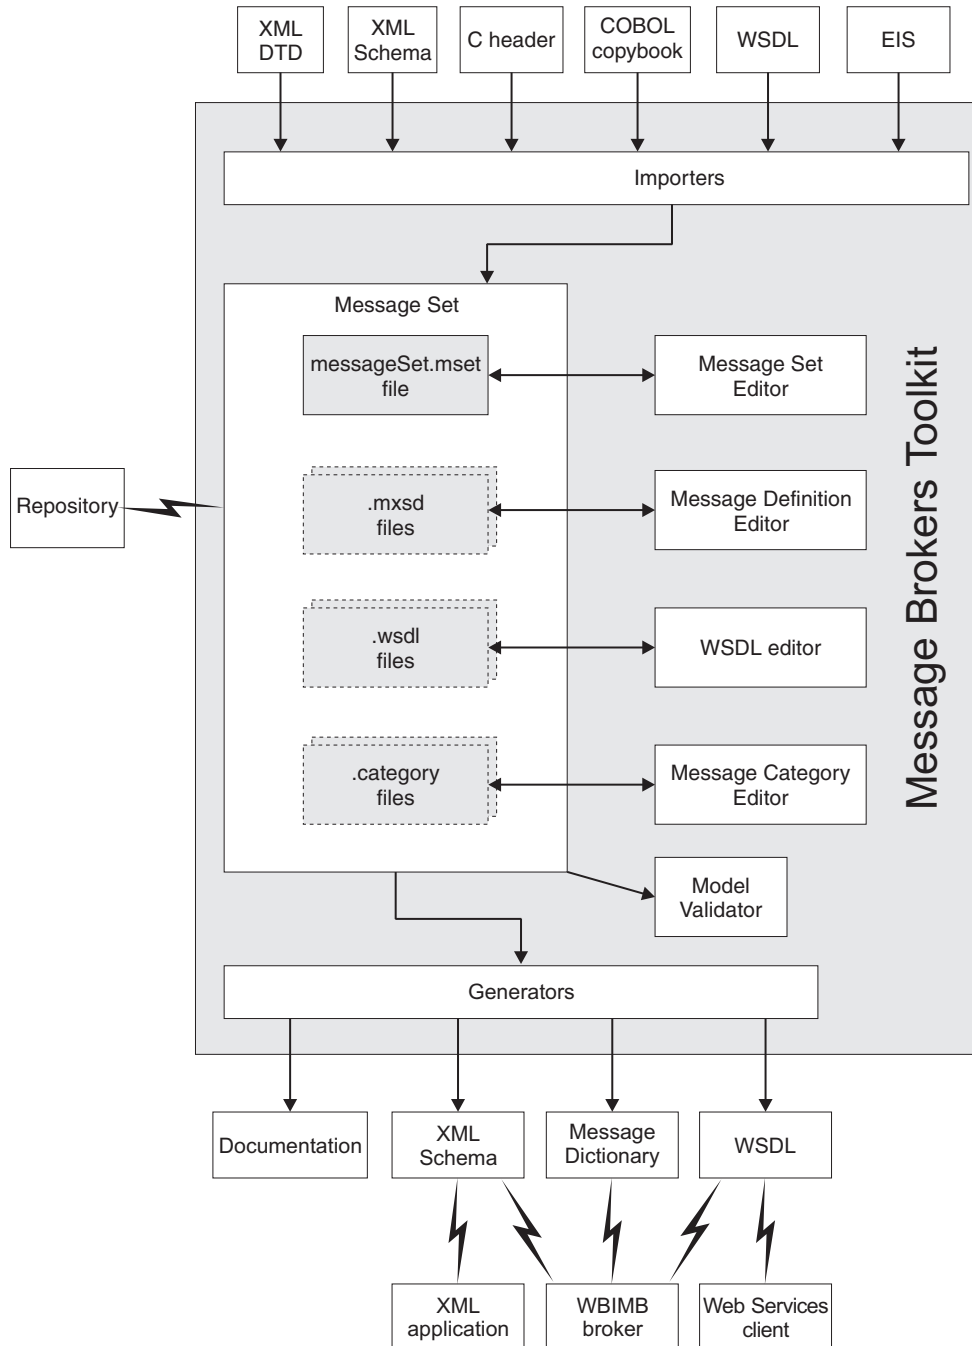 XML
DTD
XML
Schema
C header
COBOL
copybook
WSDL
EIS
Importers
Message Set
messageSet.mset
file
Message Set
Editor
Message Brokers Toolkit
Repository
.mxsd
files
Message Definition
Editor
.wsdl
files
WSDL editor
.category
files
Message Category
Editor
Model
Validator
Generators
Documentation
XML
Schema
Message
Dictionary
WSDL
XML
application
WBIMB
broker
Web Services
client